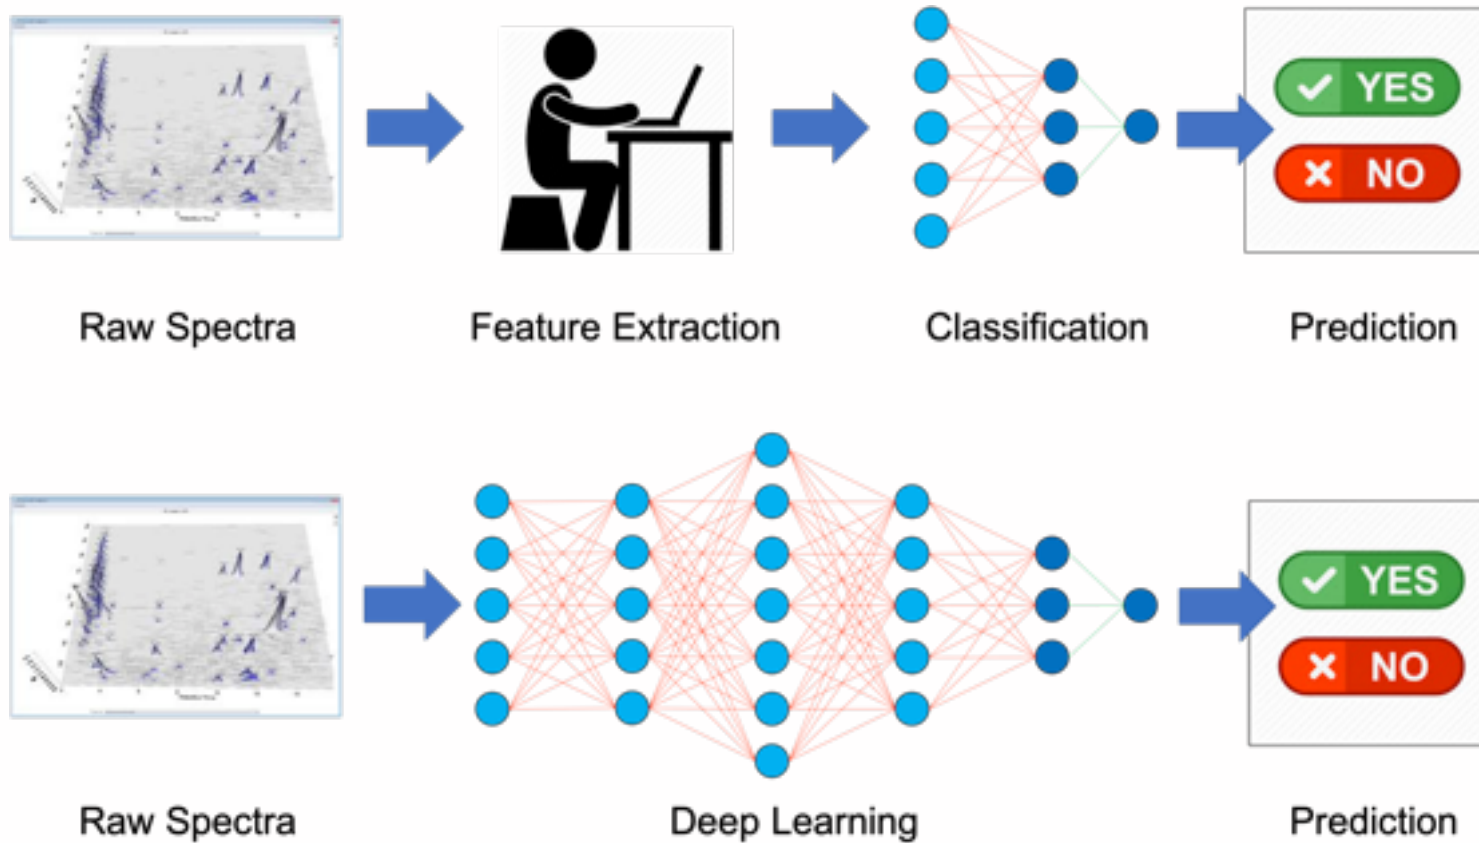 YES
NO
Raw Spectra
Feature Extraction
Classification
Prediction
YES
NO
Raw Spectra
Deep Learning
Prediction